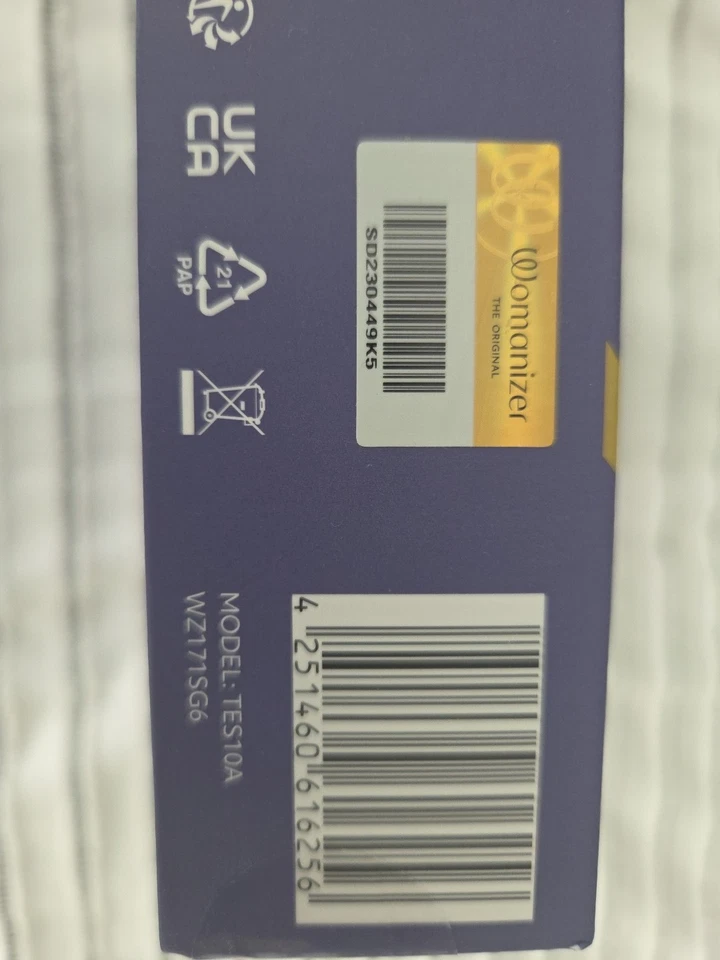 UK
CA
21
PAP
Womanizer
THE ORIGINAL
SD230449K5
MODEL: TES10A
WZ171SG6
4 251460 616256